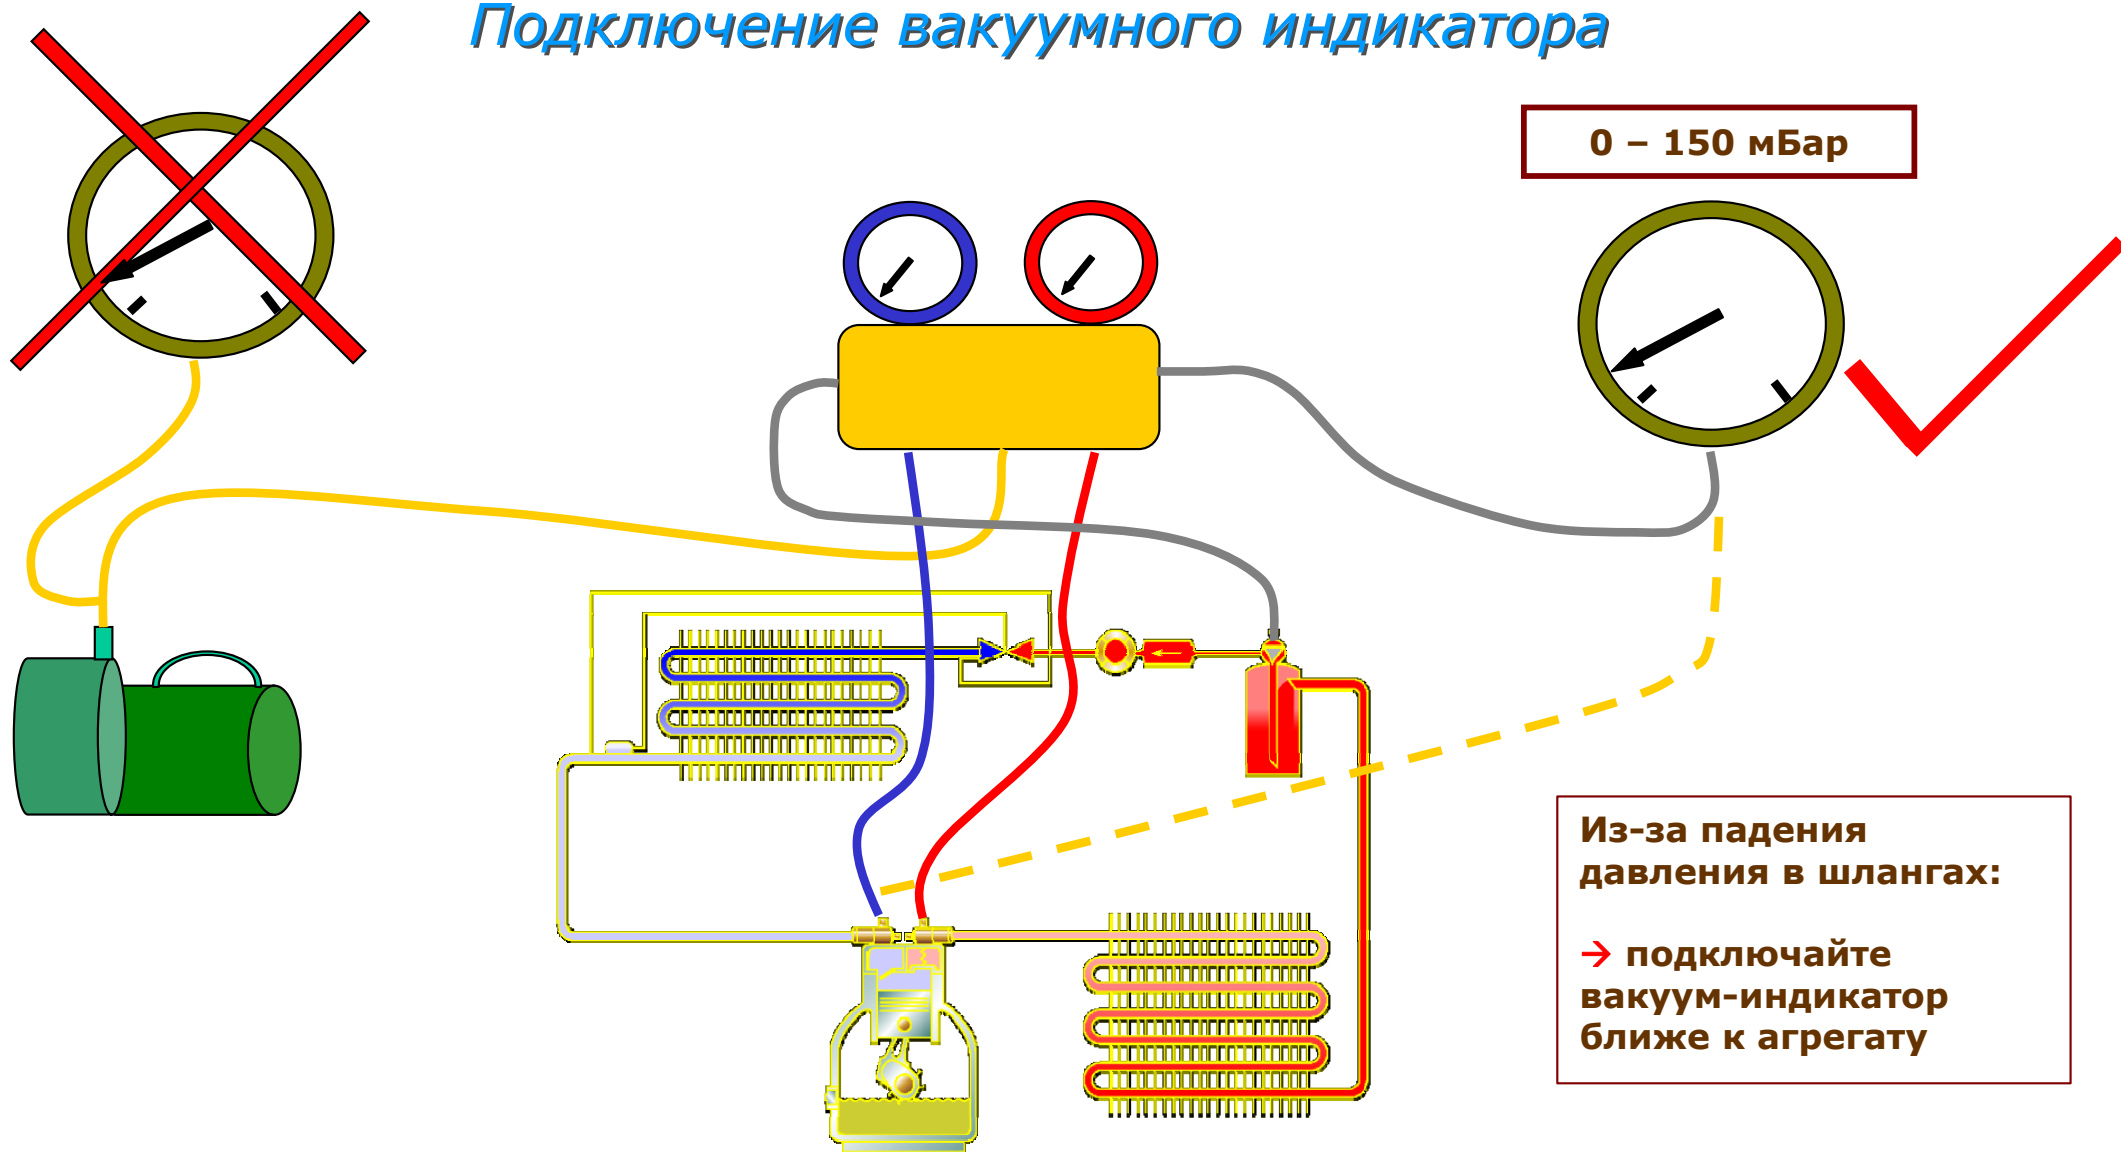 Подключение вакуумного индикатора
0 – 150 мБар
Из-за падения
давления в шлангах:
→ подключайте
вакуум-индикатор
ближе к агрегату